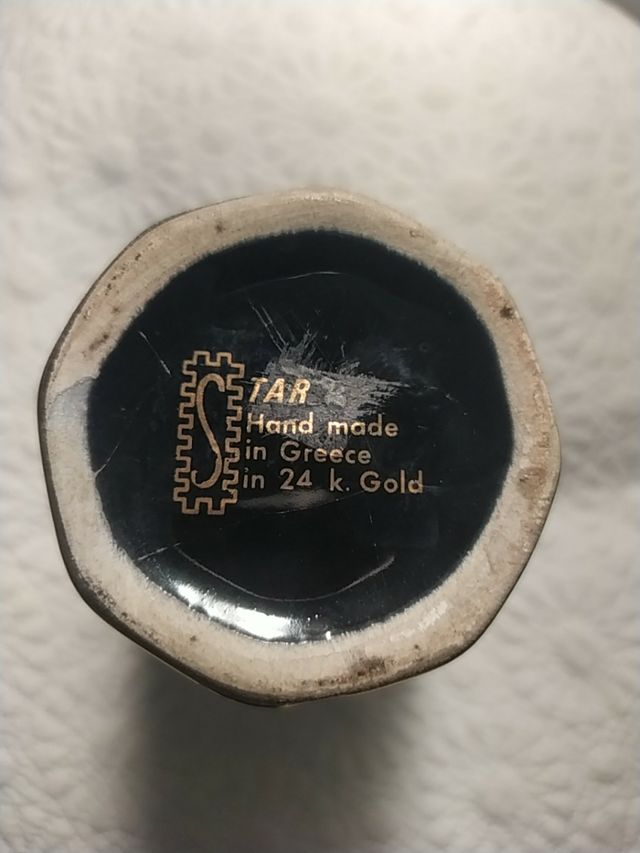 STAR
Hand made
in Greece
in 24 k. Gold